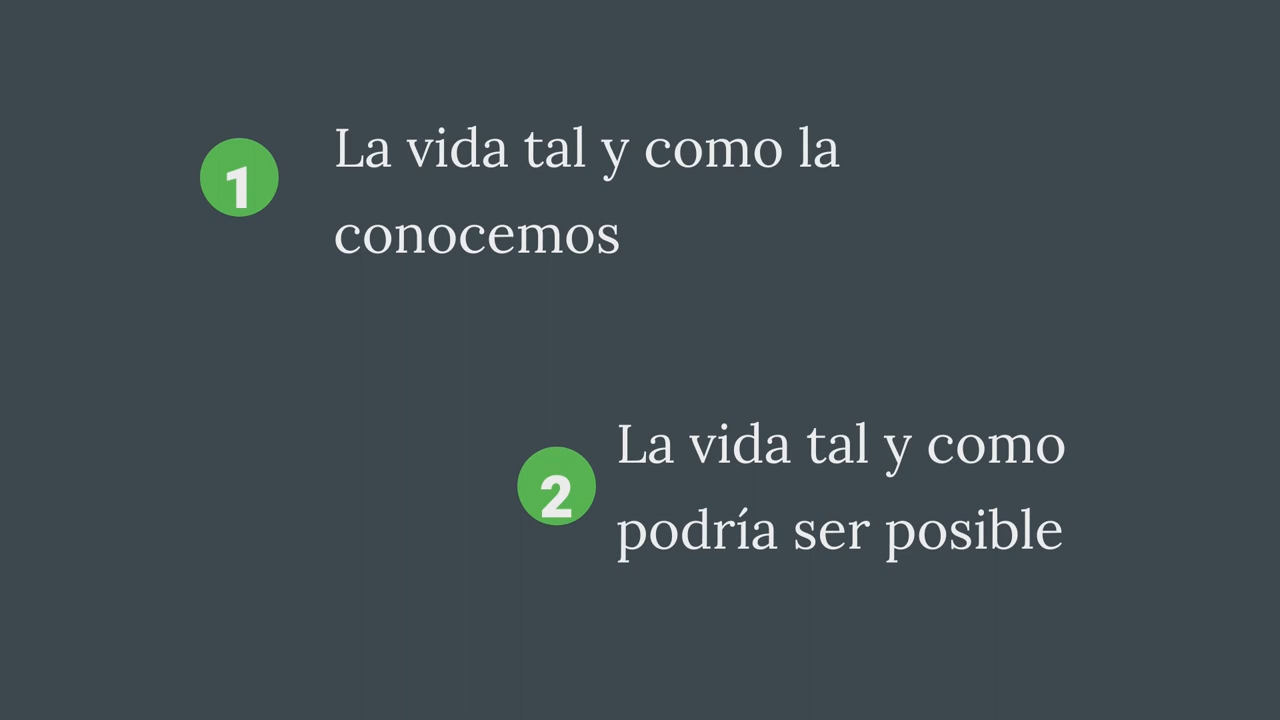 1
La vida tal y como la
conocemos
2
La vida tal y como
podría ser posible